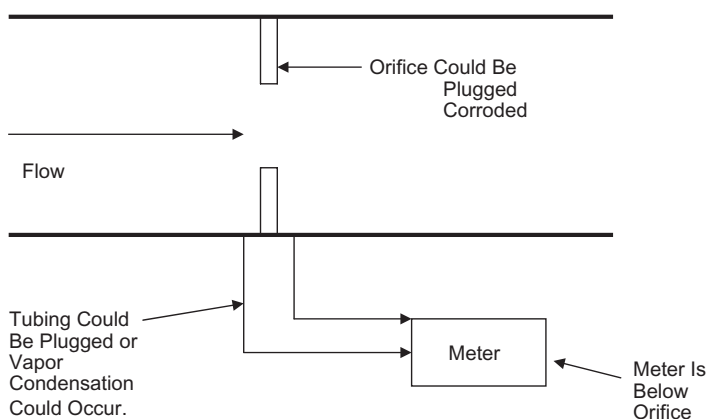 Orifice Could Be
Plugged
Corroded
Flow
Tubing Could
Be Plugged or
Vapor
Condensation
Could Occur.
Meter
Meter Is
Below
Orifice